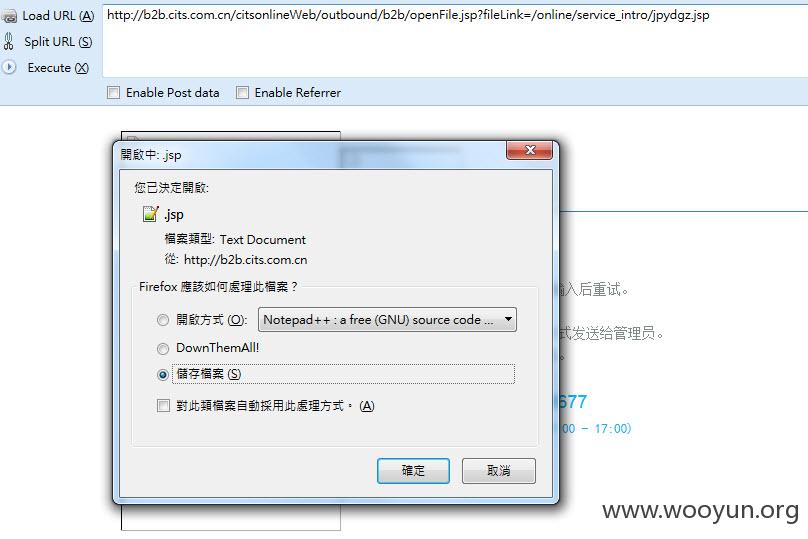 Load URL (A)
http://b2b.cits.com.cn/citsonlineWeb/outbound/b2b/openFile.jsp?fileLink=/online/service_intro/jpydgz.jsp
Split URL (S)
Execute (X)
Enable Post data
Enable Referrer
開啟中: .jsp
您已決定開啟:
.jsp
檔案類型: Text Document
從: http://b2b.cits.com.cn
Firefox 應該如何處理此檔案？
開啟方式 (O): Notepad++ : a free (GNU) source code ...
DownThemAll!
儲存檔案 (S)
對此類檔案自動採用此處理方式。(A)
確定
取消
输入后重试。
式发送给管理员。
677
:00 - 17:00)
www.wooyun.org